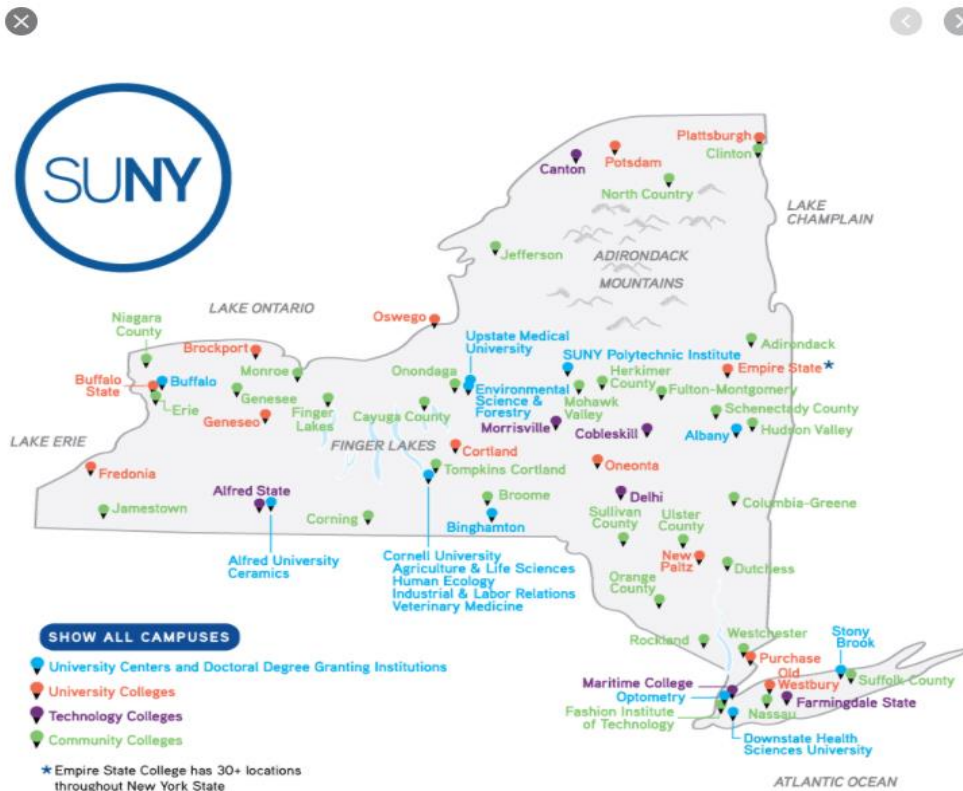 SUNY
Plattsburgh
Clinton
Potsdam
Canton
North Country
LAKE
CHAMPLAIN
Jefferson
ADIRONDACK
MOUNTAINS
LAKE ONTARIO
Oswego
Niagara
County
Brockport
Upstate Medical
University
SUNY Polytechnic Institute
Adirondack
Buffalo
State
Buffalo
Monroe
Onondaga
Environmental
Science &
Forestry
Herkimer
County
Empire State*
Erie
Genesee
Finger
Lakes
Cayuga County
Mohawk
Valley
Fulton-Montgomery
Geneseo
Morrisville
Cobleskill
Schenectady County
Albany
Hudson Valley
LAKE ERIE
FINGER LAKES
Cortland
Oneonta
Fredonia
Tompkins Cortland
Jamestown
Alfred State
Corning
Broome
Binghamton
Delhi
Columbia-Greene
Sullivan
County
Ulster
County
Alfred University
Ceramics
Cornell University
Agriculture & Life Sciences
Human Ecology
Industrial & Labor Relations
Veterinary Medicine
New
Paltz
Dutchess
Orange
County
SHOW ALL CAMPUSES
University Centers and Doctoral Degree Granting Institutions
University Colleges
Technology Colleges
Community Colleges
* Empire State College has 30+ locations
throughout New York State
Rockland
Westchester
Stony
Brook
Purchase
Old
Westbury
Suffolk County
Maritime College
Optometry
Fashion Institute
of Technology
Nassau
Farmingdale State
Downstate Health
Sciences University
ATLANTIC OCEAN